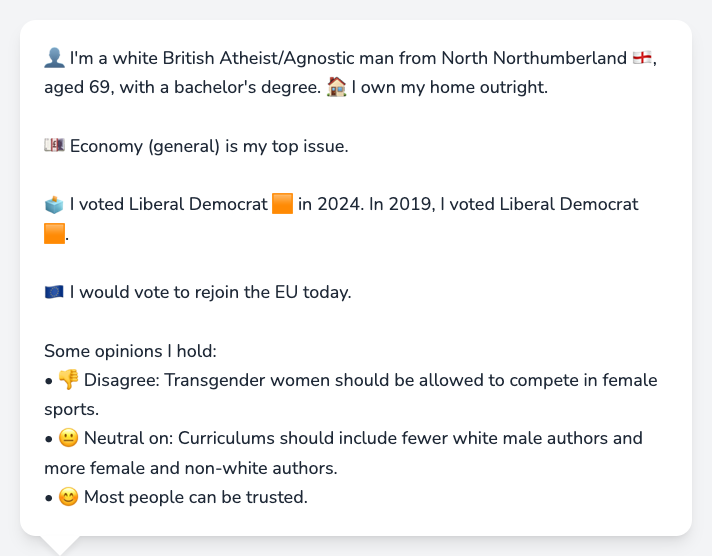 👤 I'm a white British Atheist/Agnostic man from North Northumberland 🏴󠁧󠁢󠁥󠁮󠁧󠁿,
aged 69, with a bachelor's degree. 🏠 I own my home outright.
💷 Economy (general) is my top issue.
🗳️ I voted Liberal Democrat 🟧 in 2024. In 2019, I voted Liberal Democrat
🟧.
🇪🇺 I would vote to rejoin the EU today.
Some opinions I hold:
• 👎 Disagree: Transgender women should be allowed to compete in female
sports.
• 😐 Neutral on: Curriculums should include fewer white male authors and
more female and non-white authors.
• 😊 Most people can be trusted.